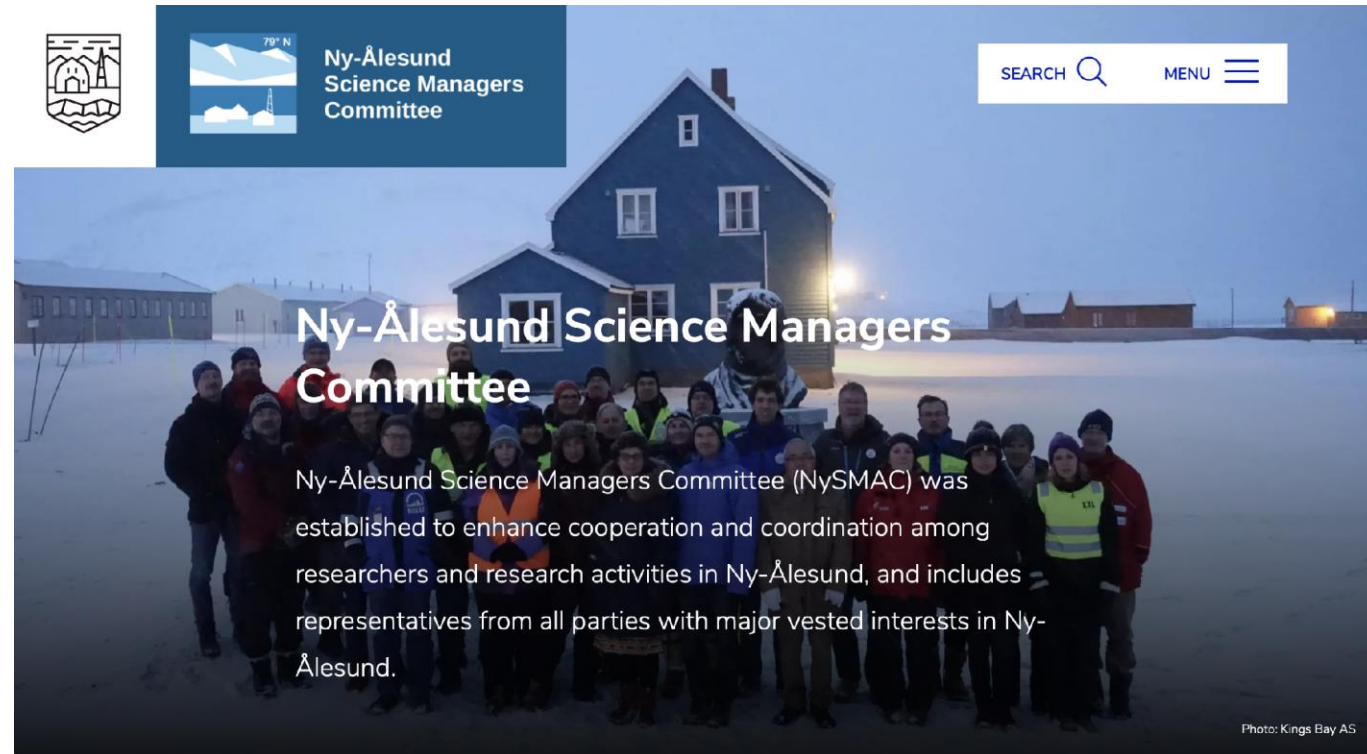 79° N
Ny-Ålesund
Science Managers
Committee
SEARCH
MENU
Ny-Ålesund Science Managers
Committee
Ny-Ålesund Science Managers Committee (NySMAC) was
established to enhance cooperation and coordination among
researchers and research activities in Ny-Ålesund, and includes
representatives from all parties with major vested interests in Ny-
Ålesund.
Photo: Kings Bay AS